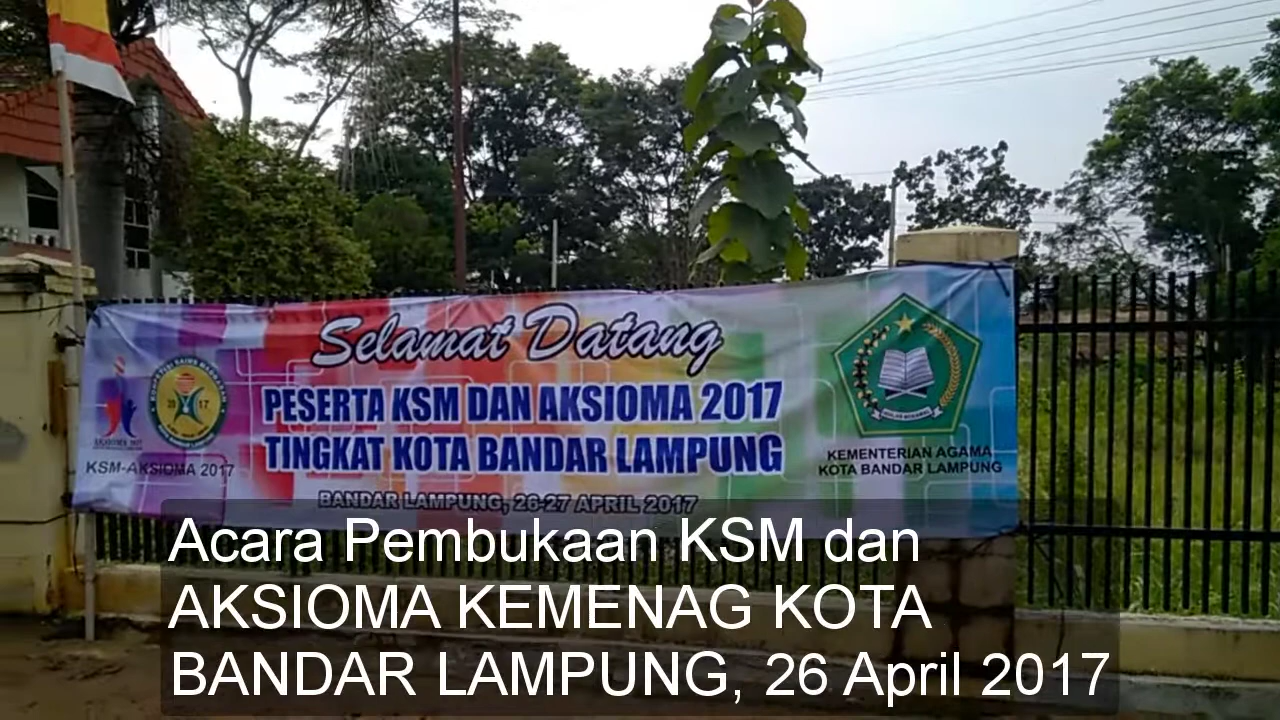 Selamat Datang
PESERTA KSM DAN AKSIOMA 2017
TINGKAT KOTA BANDAR LAMPUNG
BANDAR LAMPUNG, 26-27 APRIL 2017
KSM-AKSIOMA 2017
KEMENTERIAN AGAMA
KOTA BANDAR LAMPUNG
Acara Pembukaan KSM dan
AKSIOMA KEMENAG KOTA
BANDAR LAMPUNG, 26 April 2017